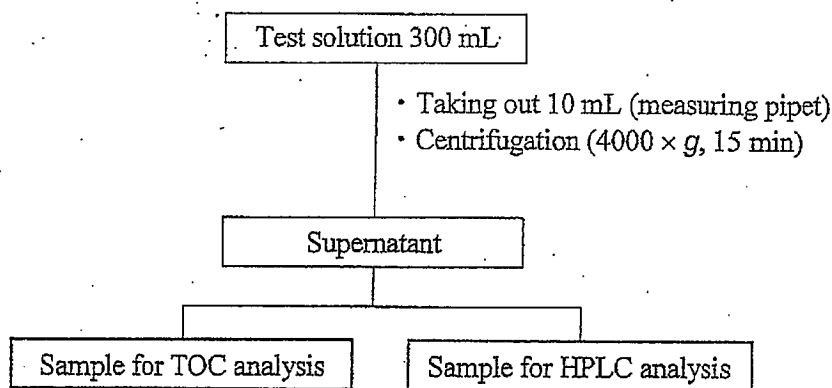 Test solution 300 mL
・Taking out 10 mL (measuring pipet)
・Centrifugation (4000 × g, 15 min)
Supernatant
Sample for TOC analysis
Sample for HPLC analysis